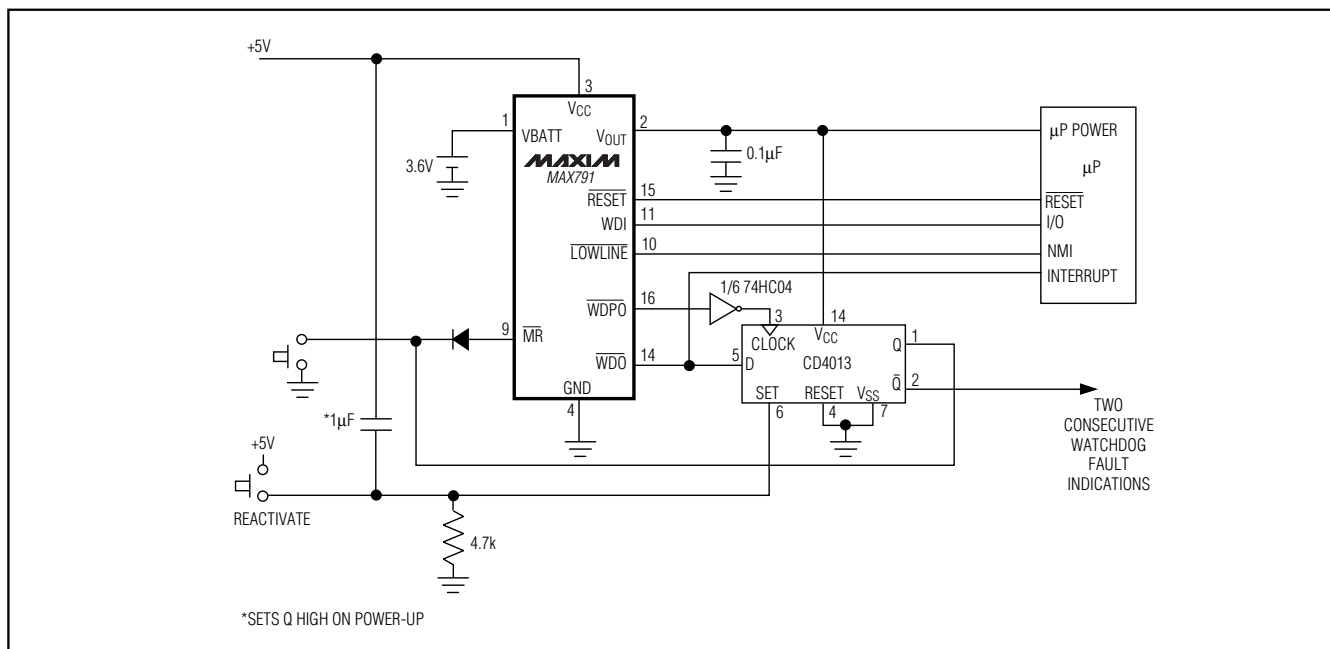 +5V
3
VCC
1
VBATT
VOUT
2
3.6V
MAXIM
MAX791
0.1μF
μP POWER
μP
RESET
15
RESET
WDI
11
I/O
LOWLINE
10
NMI
INTERRUPT
WDPO
16
1/6 74HC04
9
MR
3
14
CLOCK
VCC
Q
1
WDO
14
5
D
CD4013
Q
2
GND
4
SET
RESET
VSS
6
4
7
*1μF
TWO
CONSECUTIVE
WATCHDOG
FAULT
INDICATIONS
+5V
REACTIVATE
4.7k
*SETS Q HIGH ON POWER-UP